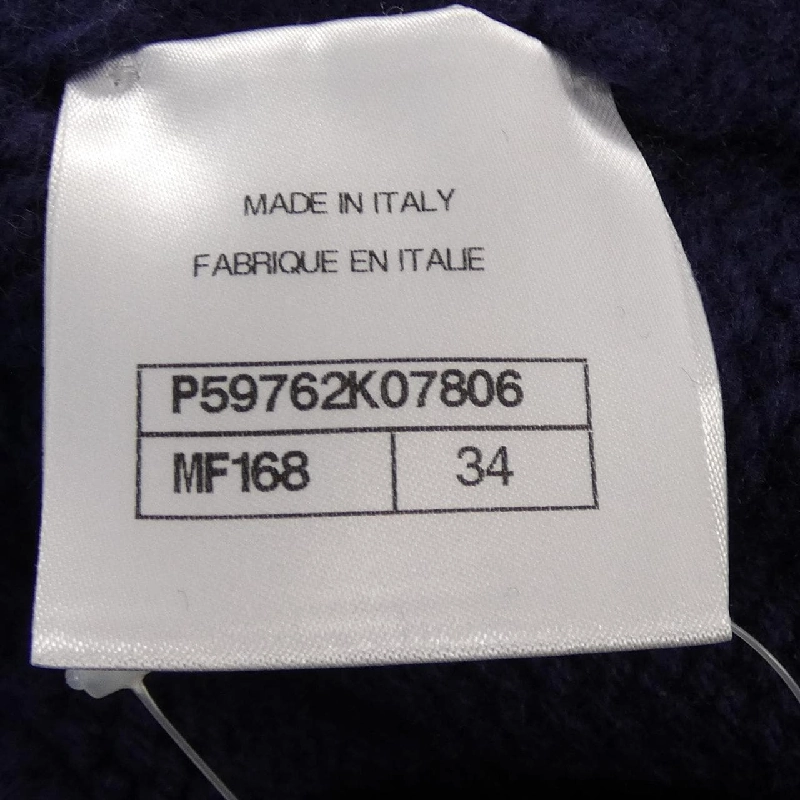 MADE IN ITALY
FABRIQUE EN ITALIE
P59762K07806
MF168 34